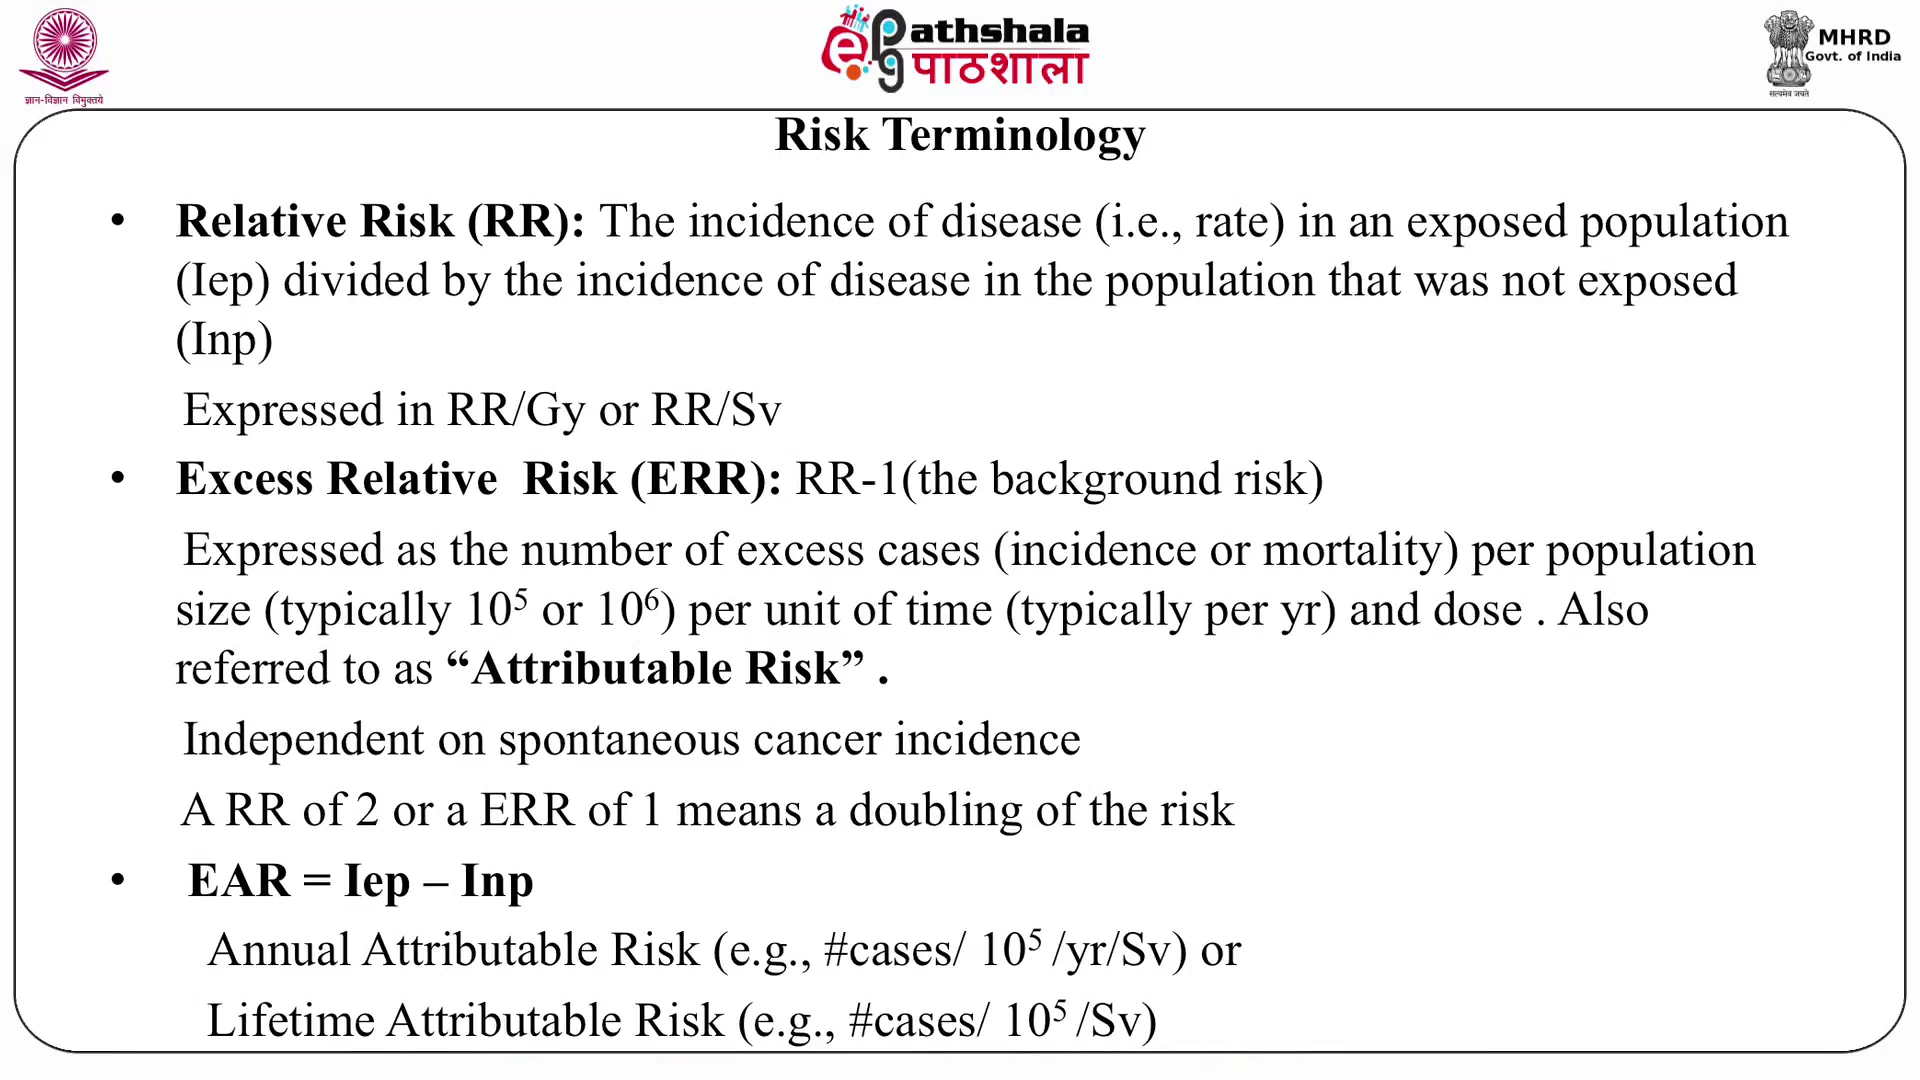 ज्ञान-विज्ञान विमुक्तये
ePGathshala
पाठशाला
सत्यमेव जयते
MHRD
Govt. of India
Risk Terminology
• Relative Risk (RR): The incidence of disease (i.e., rate) in an exposed population
(Iep) divided by the incidence of disease in the population that was not exposed
(Inp)
Expressed in RR/Gy or RR/Sv
• Excess Relative Risk (ERR): RR-1(the background risk)
Expressed as the number of excess cases (incidence or mortality) per population
size (typically 10⁵ or 10⁶) per unit of time (typically per yr) and dose . Also
referred to as “Attributable Risk” .
Independent on spontaneous cancer incidence
A RR of 2 or a ERR of 1 means a doubling of the risk
• EAR = Iep – Inp
Annual Attributable Risk (e.g., #cases/ 10⁵ /yr/Sv) or
Lifetime Attributable Risk (e.g., #cases/ 10⁵ /Sv)